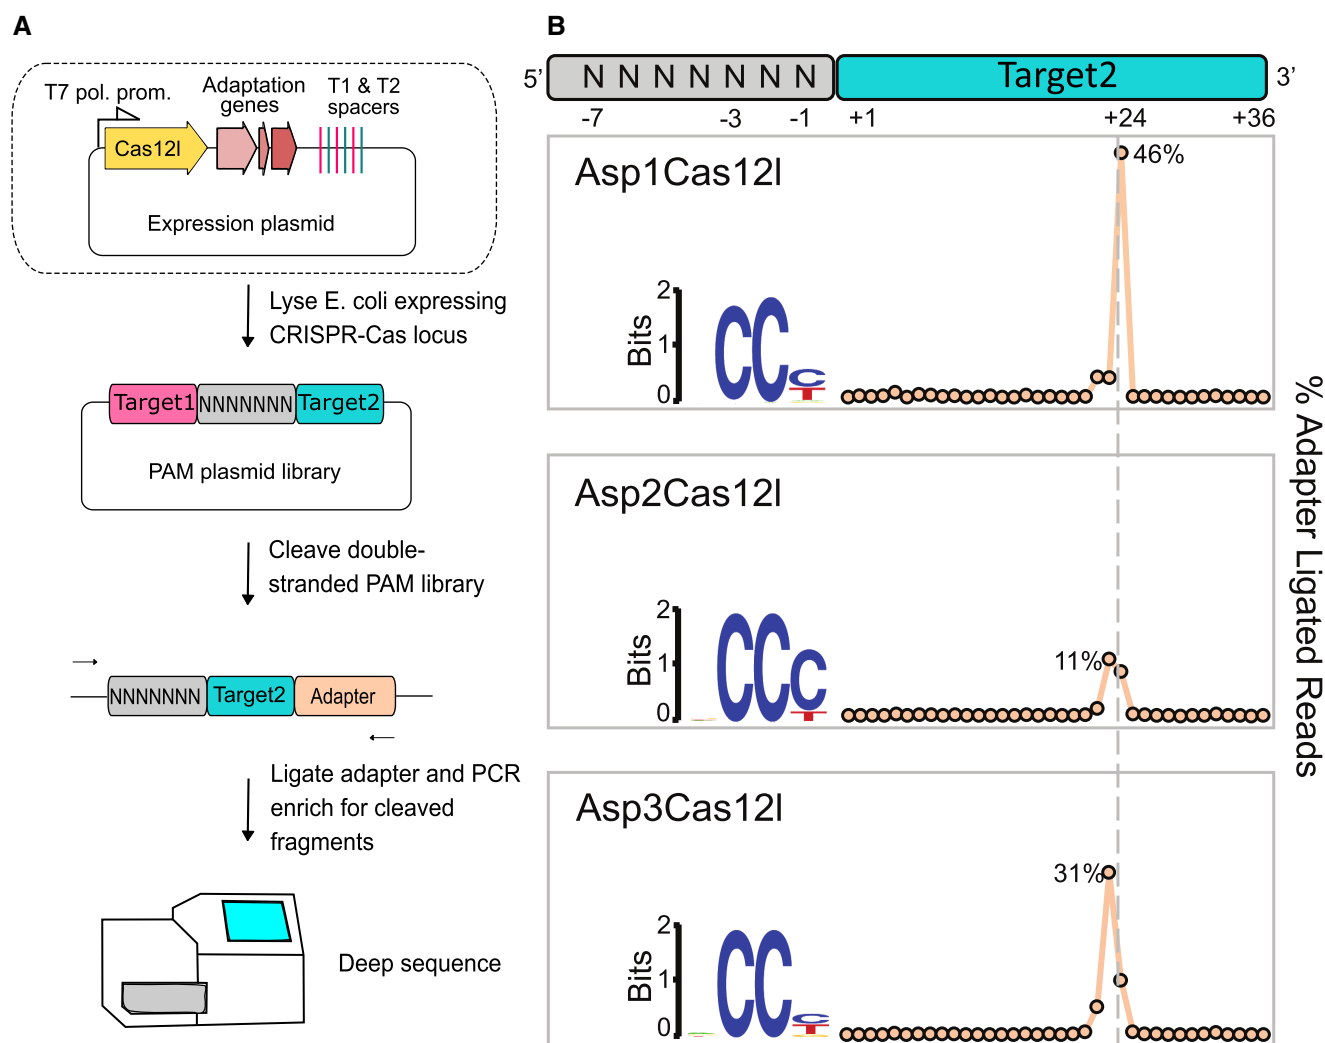 A
T7 pol. prom.
Adaptation
genes
T1 & T2
spacers
Cas12l
Expression plasmid
Lyse E. coli expressing
CRISPR-Cas locus
Target1 NNNNNNN Target2
PAM plasmid library
Cleave double-
stranded PAM library
NNNNNNN Target2 Adapter
Ligate adapter and PCR
enrich for cleaved
fragments
Deep sequence
B
5’ N N N N N N N Target2 3’
-7 -3 -1 +1 +24 +36
Asp1Cas12l
46%
2
1
0
Bits
C C C
T
Asp2Cas12l
11%
2
1
0
Bits
C C C
T
Asp3Cas12l
31%
2
1
0
Bits
C C C
T
% Adapter Ligated Reads